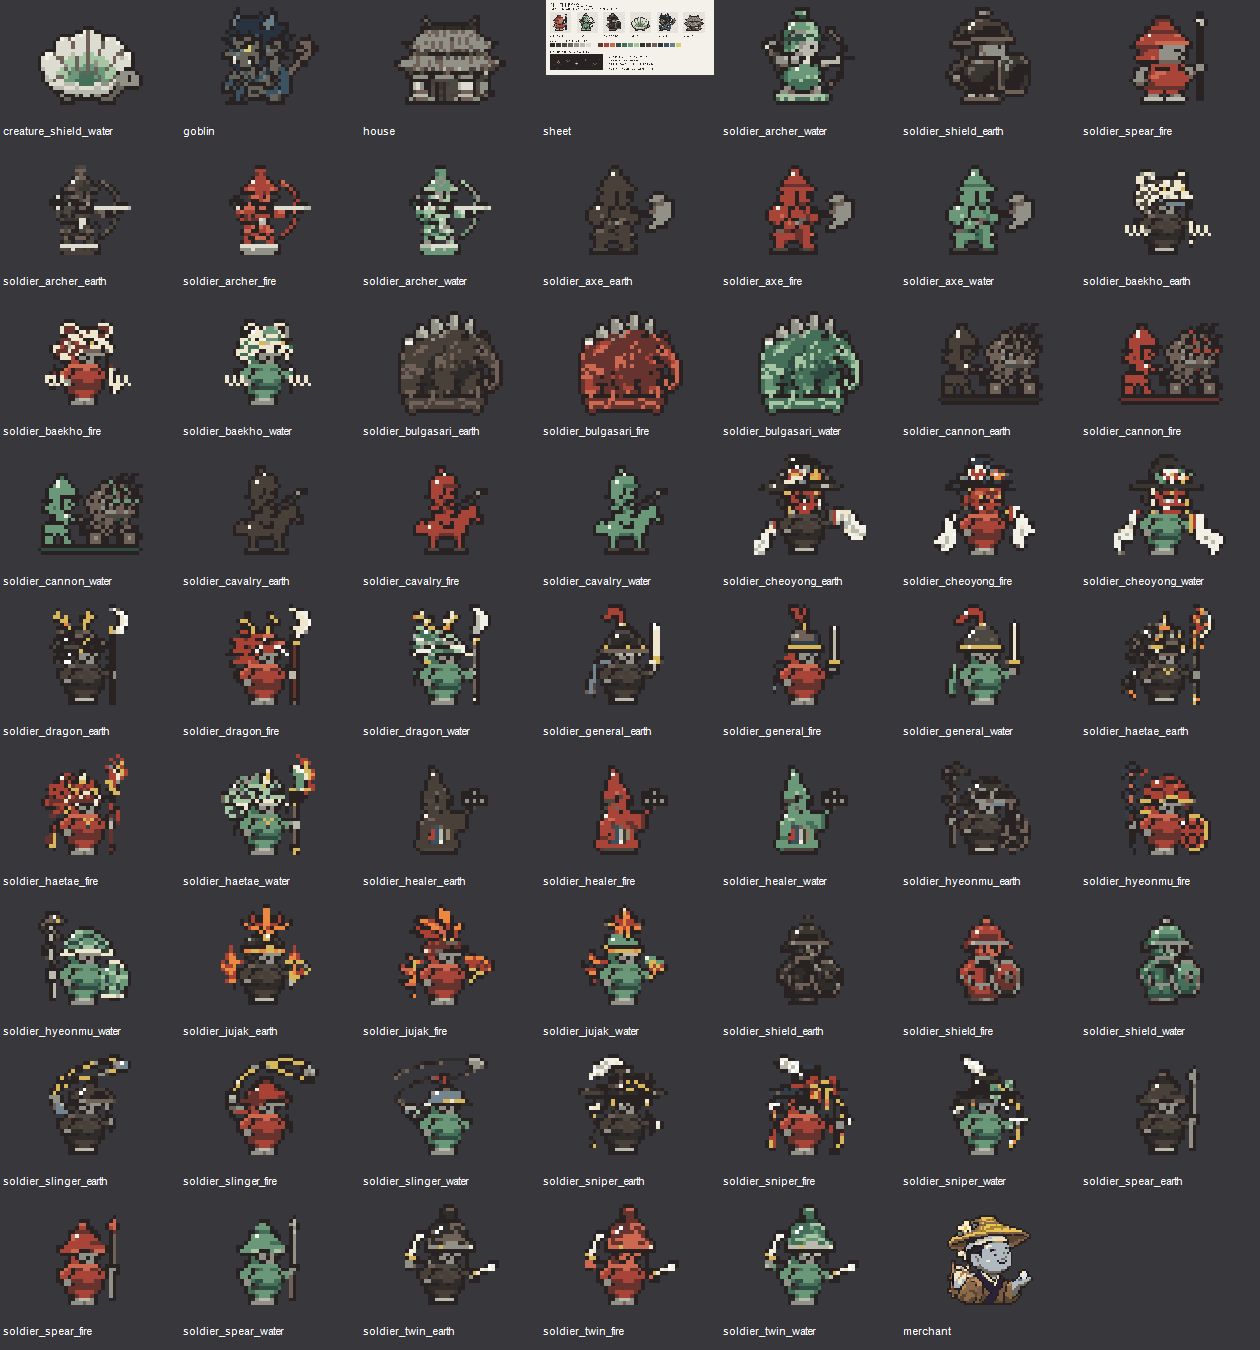 creature_shield_water
goblin
house
sheet
soldier_archer_water
soldier_shield_earth
soldier_spear_fire
soldier_archer_earth
soldier_archer_fire
soldier_archer_water
soldier_axe_earth
soldier_axe_fire
soldier_axe_water
soldier_baekho_earth
soldier_baekho_fire
soldier_baekho_water
soldier_bulgasari_earth
soldier_bulgasari_fire
soldier_bulgasari_water
soldier_cannon_earth
soldier_cannon_fire
soldier_cannon_water
soldier_cavalry_earth
soldier_cavalry_fire
soldier_cavalry_water
soldier_cheoyong_earth
soldier_cheoyong_fire
soldier_cheoyong_water
soldier_dragon_earth
soldier_dragon_fire
soldier_dragon_water
soldier_general_earth
soldier_general_fire
soldier_general_water
soldier_haetae_earth
soldier_haetae_fire
soldier_haetae_water
soldier_healer_earth
soldier_healer_fire
soldier_healer_water
soldier_hyeonmu_earth
soldier_hyeonmu_fire
soldier_hyeonmu_water
soldier_jujak_earth
soldier_jujak_fire
soldier_jujak_water
soldier_shield_earth
soldier_shield_fire
soldier_shield_water
soldier_slinger_earth
soldier_slinger_fire
soldier_slinger_water
soldier_sniper_earth
soldier_sniper_fire
soldier_sniper_water
soldier_spear_earth
soldier_spear_fire
soldier_spear_water
soldier_twin_earth
soldier_twin_fire
soldier_twin_water
merchant